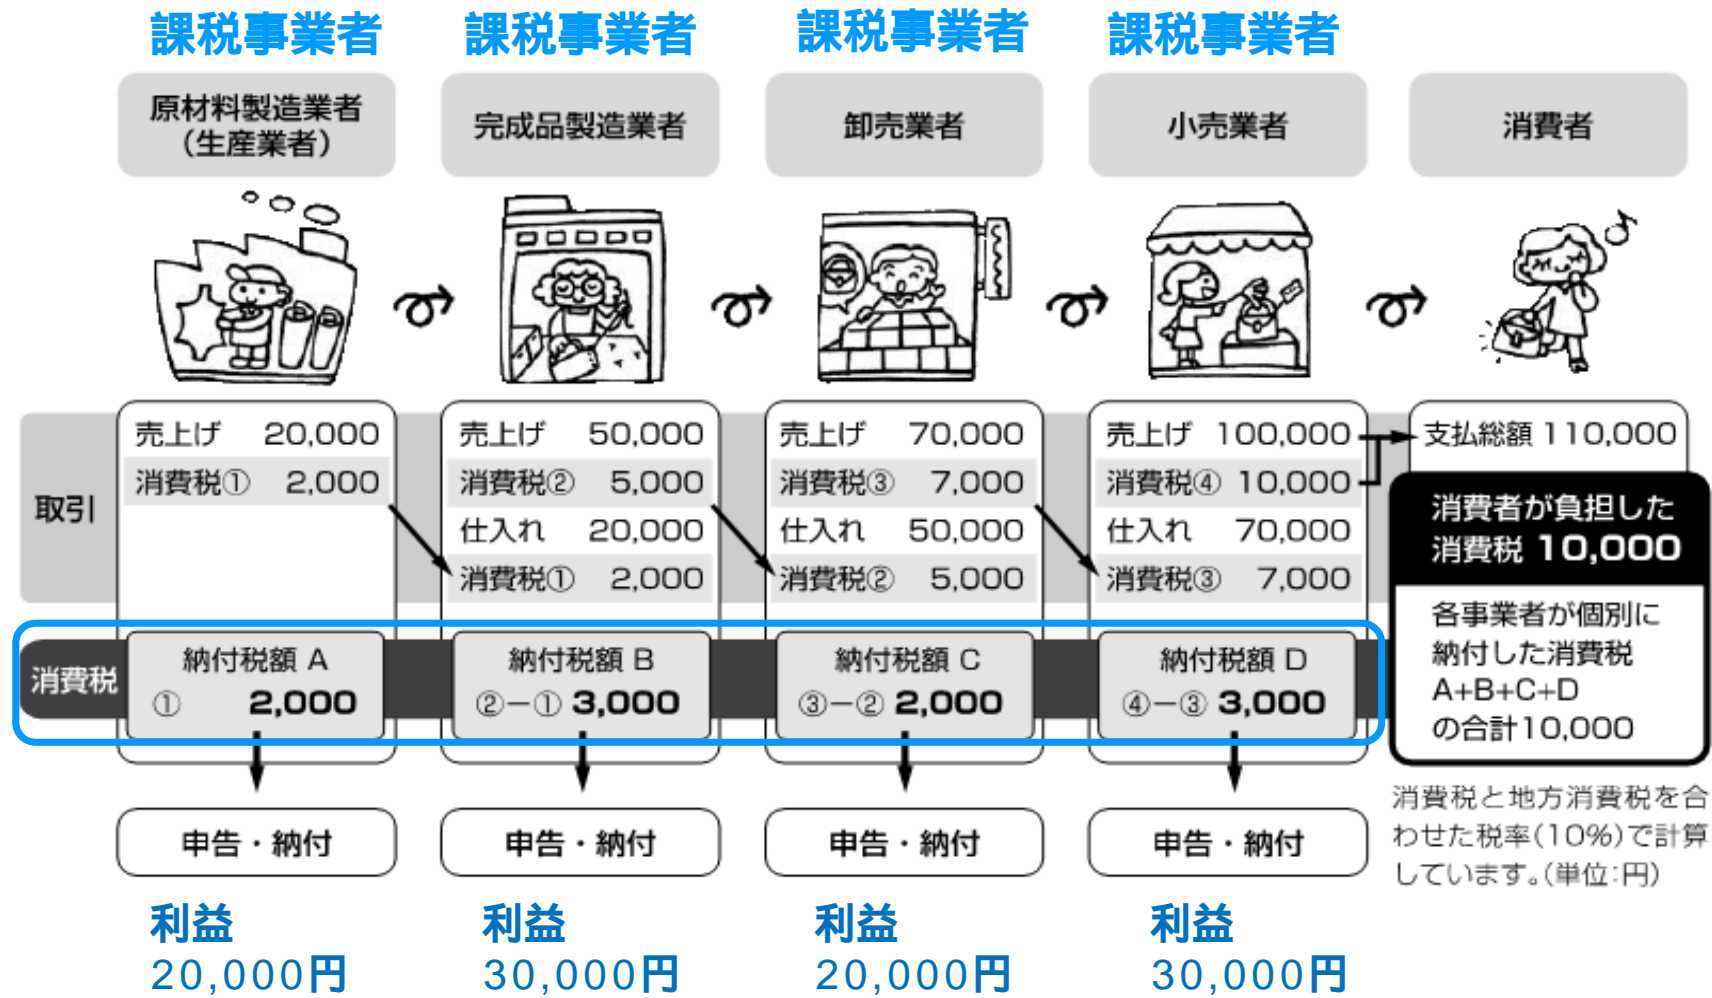 課税事業者 課税事業者 課税事業者 課税事業者
原材料製造業者
(生産業者)
完成品製造業者
卸売業者
小売業者
消費者
取引
売上げ 20,000
消費税① 2,000
売上げ 50,000
消費税② 5,000
仕入れ 20,000
消費税① 2,000
売上げ 70,000
消費税③ 7,000
仕入れ 50,000
消費税② 5,000
売上げ 100,000
消費税④ 10,000
仕入れ 70,000
消費税③ 7,000
支払総額 110,000
消費者が負担した
消費税 10,000
各事業者が個別に
納付した消費税
A+B+C+D
の合計10,000
消費税
納付税額 A
① 2,000
納付税額 B
②−① 3,000
納付税額 C
③−② 2,000
納付税額 D
④−③ 3,000
申告・納付 申告・納付 申告・納付 申告・納付
消費税と地方消費税を合
わせた税率(10%)で計算
しています。(単位:円)
利益 利益 利益 利益
20,000円 30,000円 20,000円 30,000円